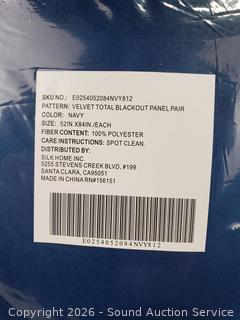 SKU NO.: E0254052084NVY812
PATTERN: VELVET TOTAL BLACKOUT PANEL PAIR
COLOR: NAVY
SIZE: 52IN.X84IN./EACH
FIBER CONTENT: 100% POLYESTER
CARE INSTRUCTIONS: SPOT CLEAN.
DISTRIBUTED BY:
SILK HOME INC.
5255 STEVENS CREEK BLVD, #199
SANTA CLARA, CA95051
MADE IN CHINA RN#156151
E0254052084NVY812
Copyright © 2026 - Sound Auction Service